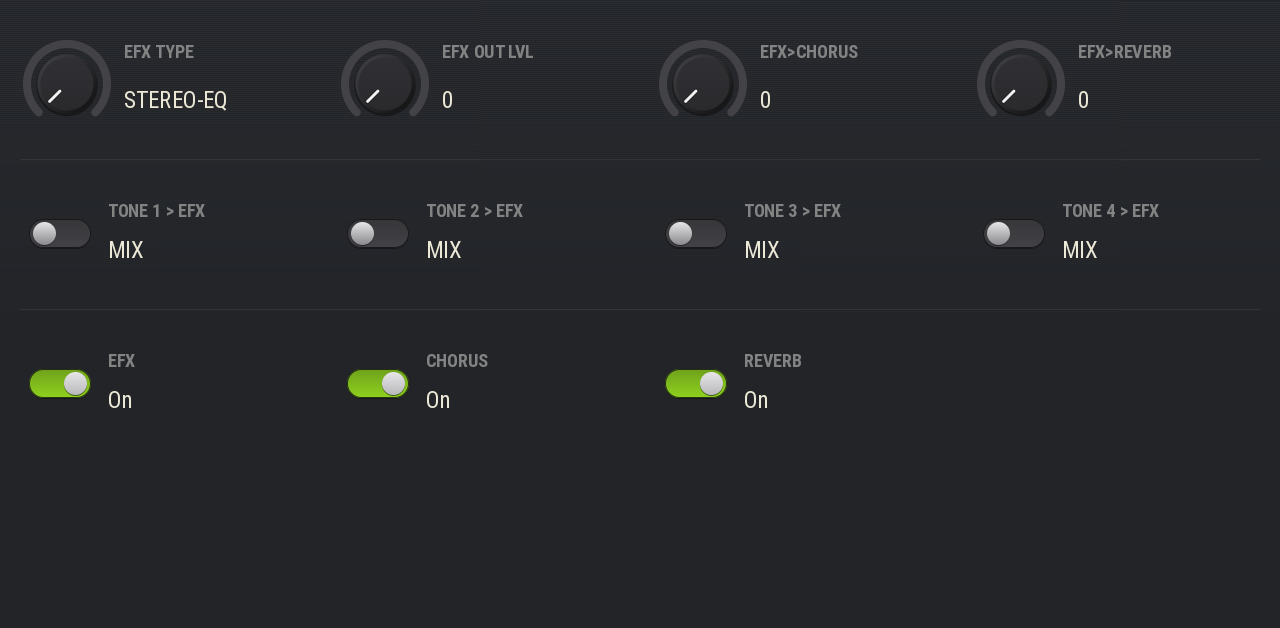 EFX TYPE
STEREO-EQ
EFX OUT LVL
0
EFX>CHORUS
0
EFX>REVERB
0
TONE 1 > EFX
MIX
TONE 2 > EFX
MIX
TONE 3 > EFX
MIX
TONE 4 > EFX
MIX
EFX
On
CHORUS
On
REVERB
On